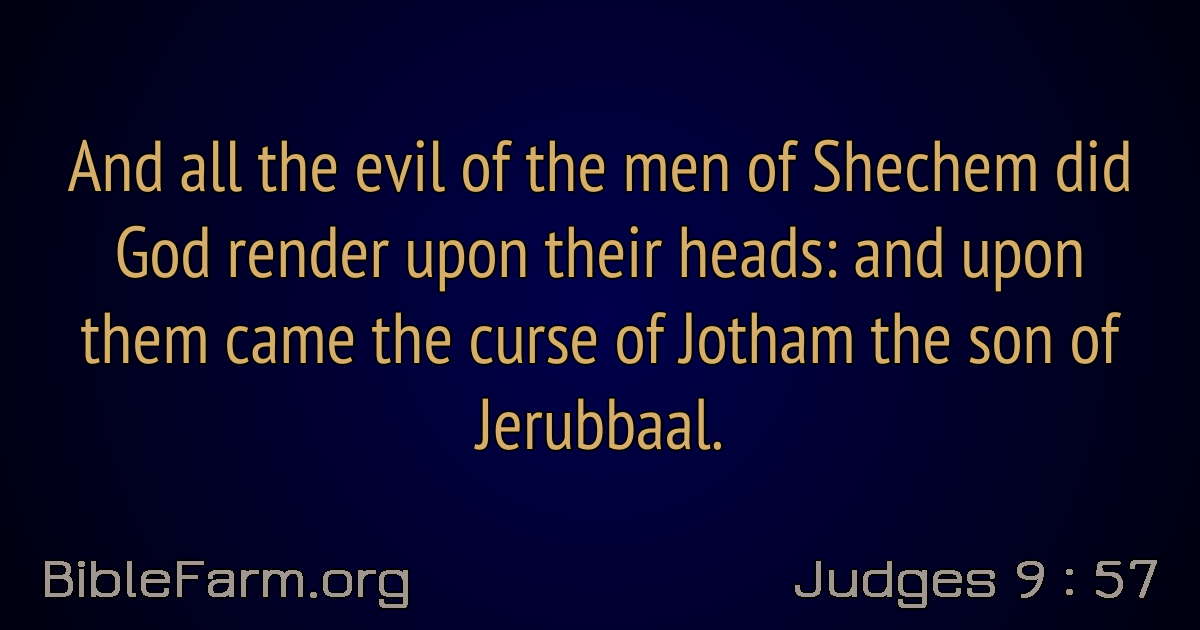 And all the evil of the men of Shechem did
God render upon their heads: and upon
them came the curse of Jotham the son of
Jerubbaal.
BibleFarm.org
Judges 9 : 57